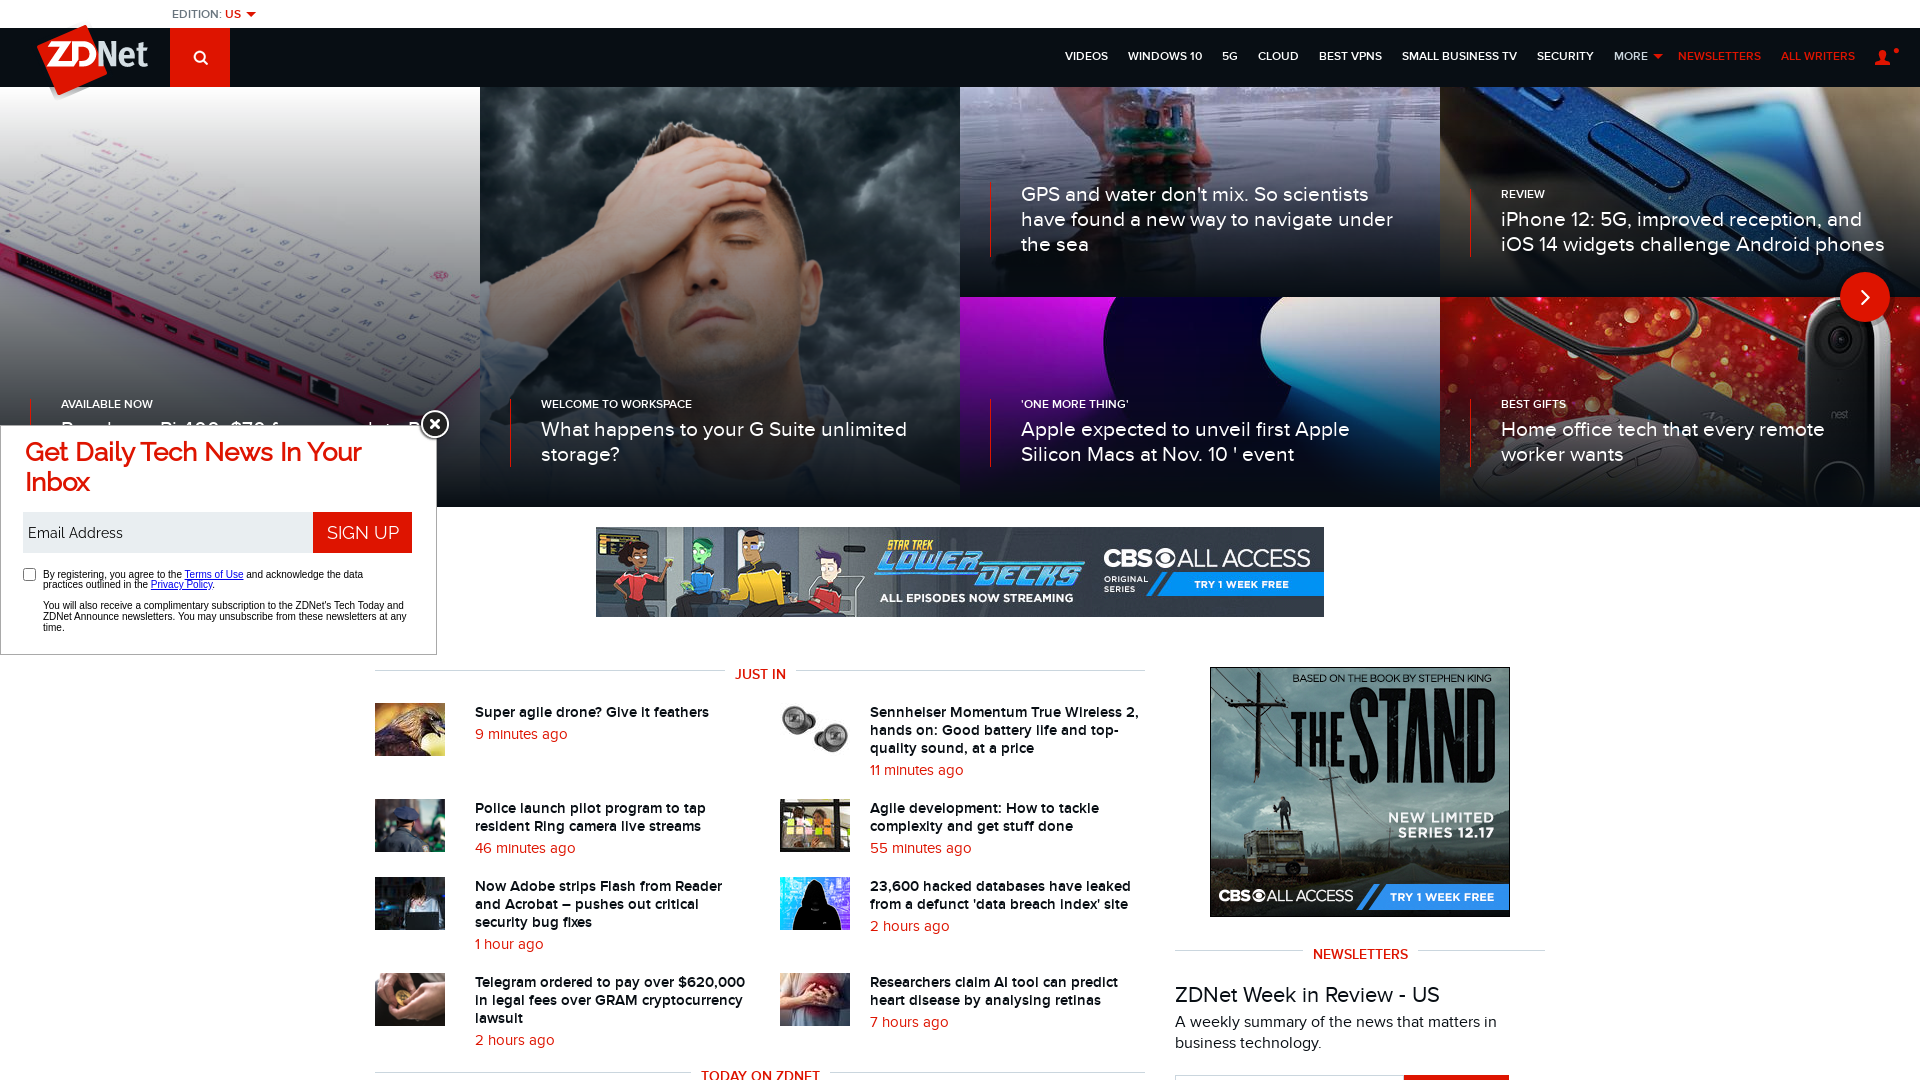 EDITION: US
ZDNet
VIDEOS WINDOWS 10 5G CLOUD BEST VPNS SMALL BUSINESS TV SECURITY MORE NEWSLETTERS ALL WRITERS
AVAILABLE NOW
WELCOME TO WORKSPACE
What happens to your G Suite unlimited
storage?
GPS and water don't mix. So scientists
have found a new way to navigate under
the sea
REVIEW
iPhone 12: 5G, improved reception, and
iOS 14 widgets challenge Android phones
'ONE MORE THING'
Apple expected to unveil first Apple
Silicon Macs at Nov. 10 ' event
BEST GIFTS
Home office tech that every remote
worker wants
nest
Get Daily Tech News In Your
Inbox
Email Address
SIGN UP
By registering, you agree to the Terms of Use and acknowledge the data
practices outlined in the Privacy Policy.
You will also receive a complimentary subscription to the ZDNet's Tech Today and
ZDNet Announce newsletters. You may unsubscribe from these newsletters at any
time.
STAR TREK
LOWER DECKS
ALL EPISODES NOW STREAMING
CBS ALL ACCESS
ORIGINAL
SERIES
TRY 1 WEEK FREE
JUST IN
Super agile drone? Give it feathers
9 minutes ago
Sennheiser Momentum True Wireless 2,
hands on: Good battery life and top-
quality sound, at a price
11 minutes ago
Police launch pilot program to tap
resident Ring camera live streams
46 minutes ago
Agile development: How to tackle
complexity and get stuff done
55 minutes ago
Now Adobe strips Flash from Reader
and Acrobat – pushes out critical
security bug fixes
1 hour ago
23,600 hacked databases have leaked
from a defunct 'data breach index' site
2 hours ago
Telegram ordered to pay over $620,000
in legal fees over GRAM cryptocurrency
lawsuit
2 hours ago
Researchers claim AI tool can predict
heart disease by analysing retinas
7 hours ago
TODAY ON ZDNET
BASED ON THE BOOK BY STEPHEN KING
THE STAND
NEW LIMITED
SERIES 12.17
CBS ALL ACCESS
TRY 1 WEEK FREE
NEWSLETTERS
ZDNet Week in Review - US
A weekly summary of the news that matters in
business technology.